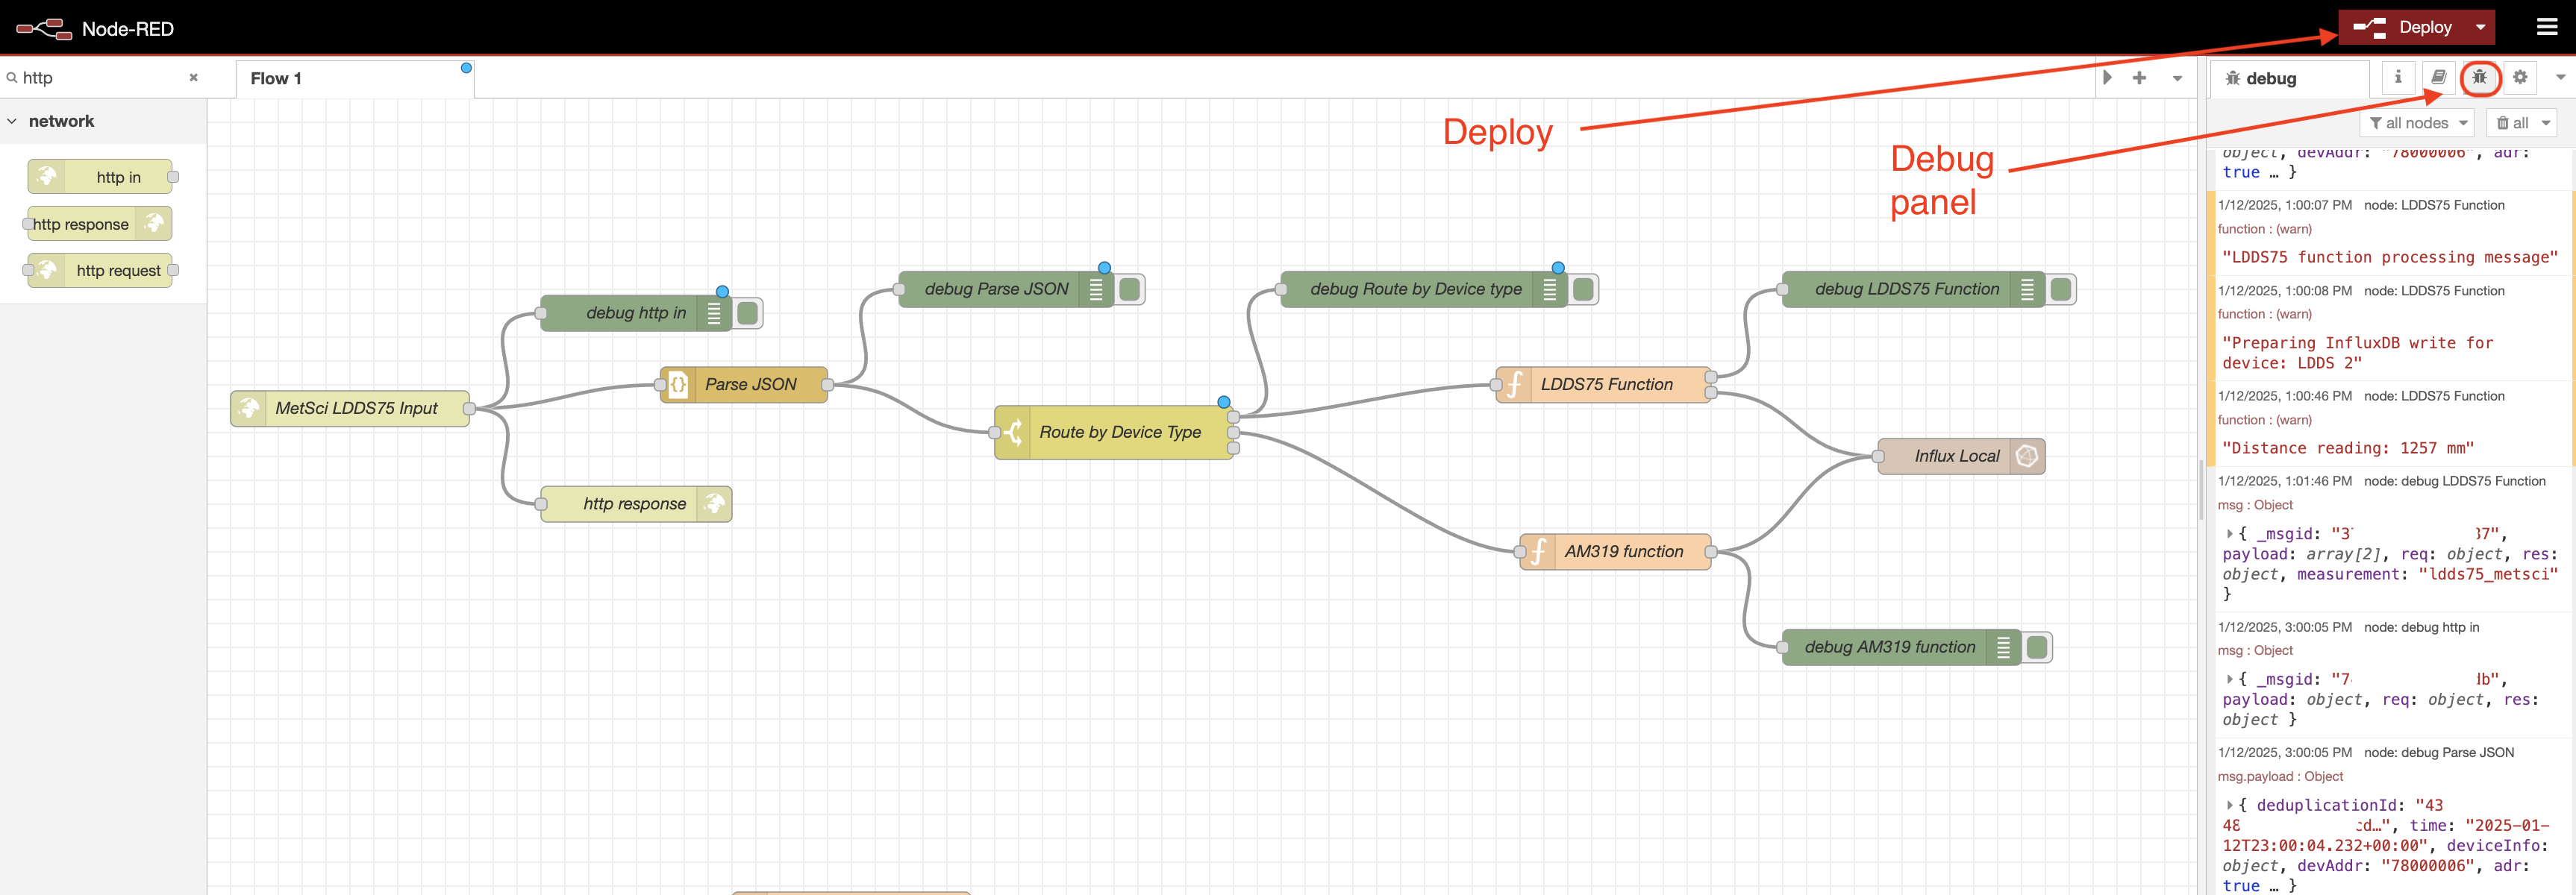 Node-RED
Deploy
http
Flow 1
debug
network
all nodes
all
http in
http response
http request
Deploy
Debug
panel
debug http in
debug Parse JSON
debug Route by Device type
debug LDDS75 Function
MetSci LDDS75 Input
Parse JSON
Route by Device Type
LDDS75 Function
Influx Local
http response
AM319 function
debug AM319 function
object, devAddr: "78000006", adr:
true … }
1/12/2025, 1:00:07 PM node: LDDS75 Function
function : (warn)
"LDDS75 function processing message"
1/12/2025, 1:00:08 PM node: LDDS75 Function
function : (warn)
"Preparing InfluxDB write for
device: LDDS 2"
1/12/2025, 1:00:46 PM node: LDDS75 Function
function : (warn)
"Distance reading: 1257 mm"
1/12/2025, 1:01:46 PM node: debug LDDS75 Function
msg : Object
{ _msgid: "3 37",
payload: array[2], req: object, res:
object, measurement: "ldds75_metsci"
}
1/12/2025, 3:00:05 PM node: debug http in
msg : Object
{ _msgid: "7 b",
payload: object, req: object, res:
object }
1/12/2025, 3:00:05 PM node: debug Parse JSON
msg.payload : Object
{ deduplicationId: "43
48 d…", time: "2025-01-
12T23:00:04.232+00:00", deviceInfo:
object, devAddr: "78000006", adr:
true … }